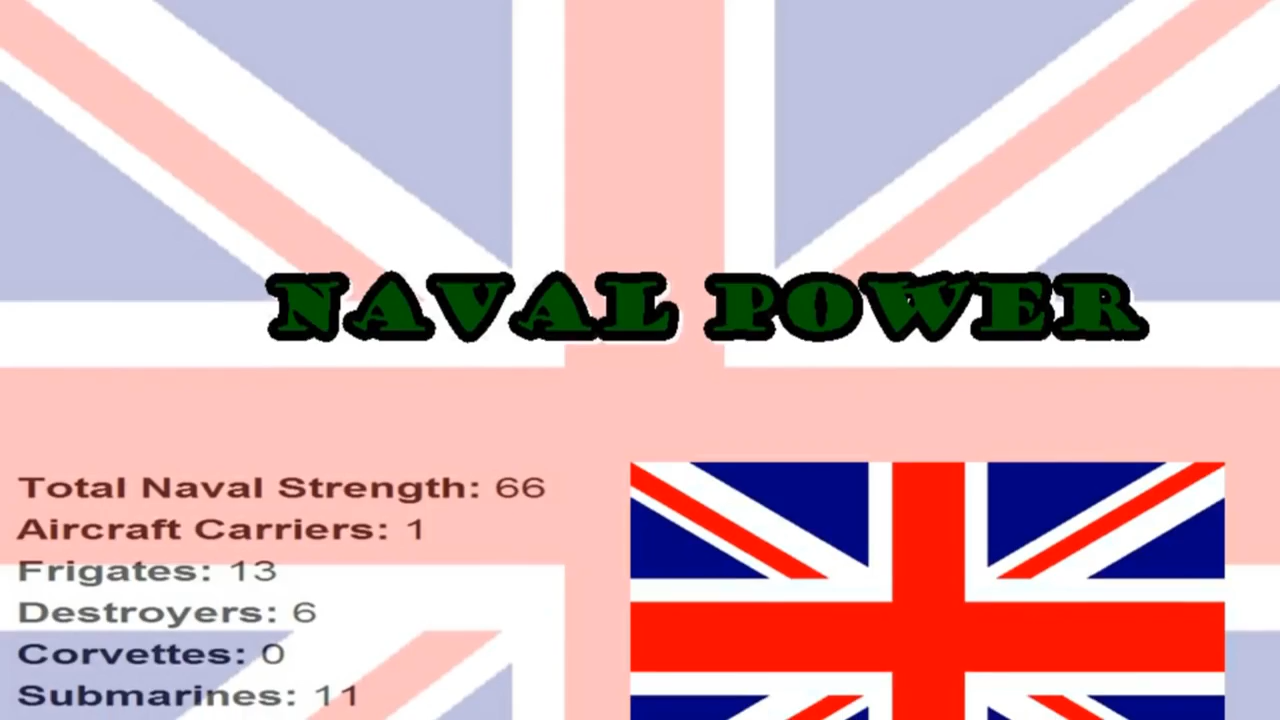 NAVAL POWER
Total Naval Strength: 66
Aircraft Carriers: 1
Frigates: 13
Destroyers: 6
Corvettes: 0
Submarines: 11